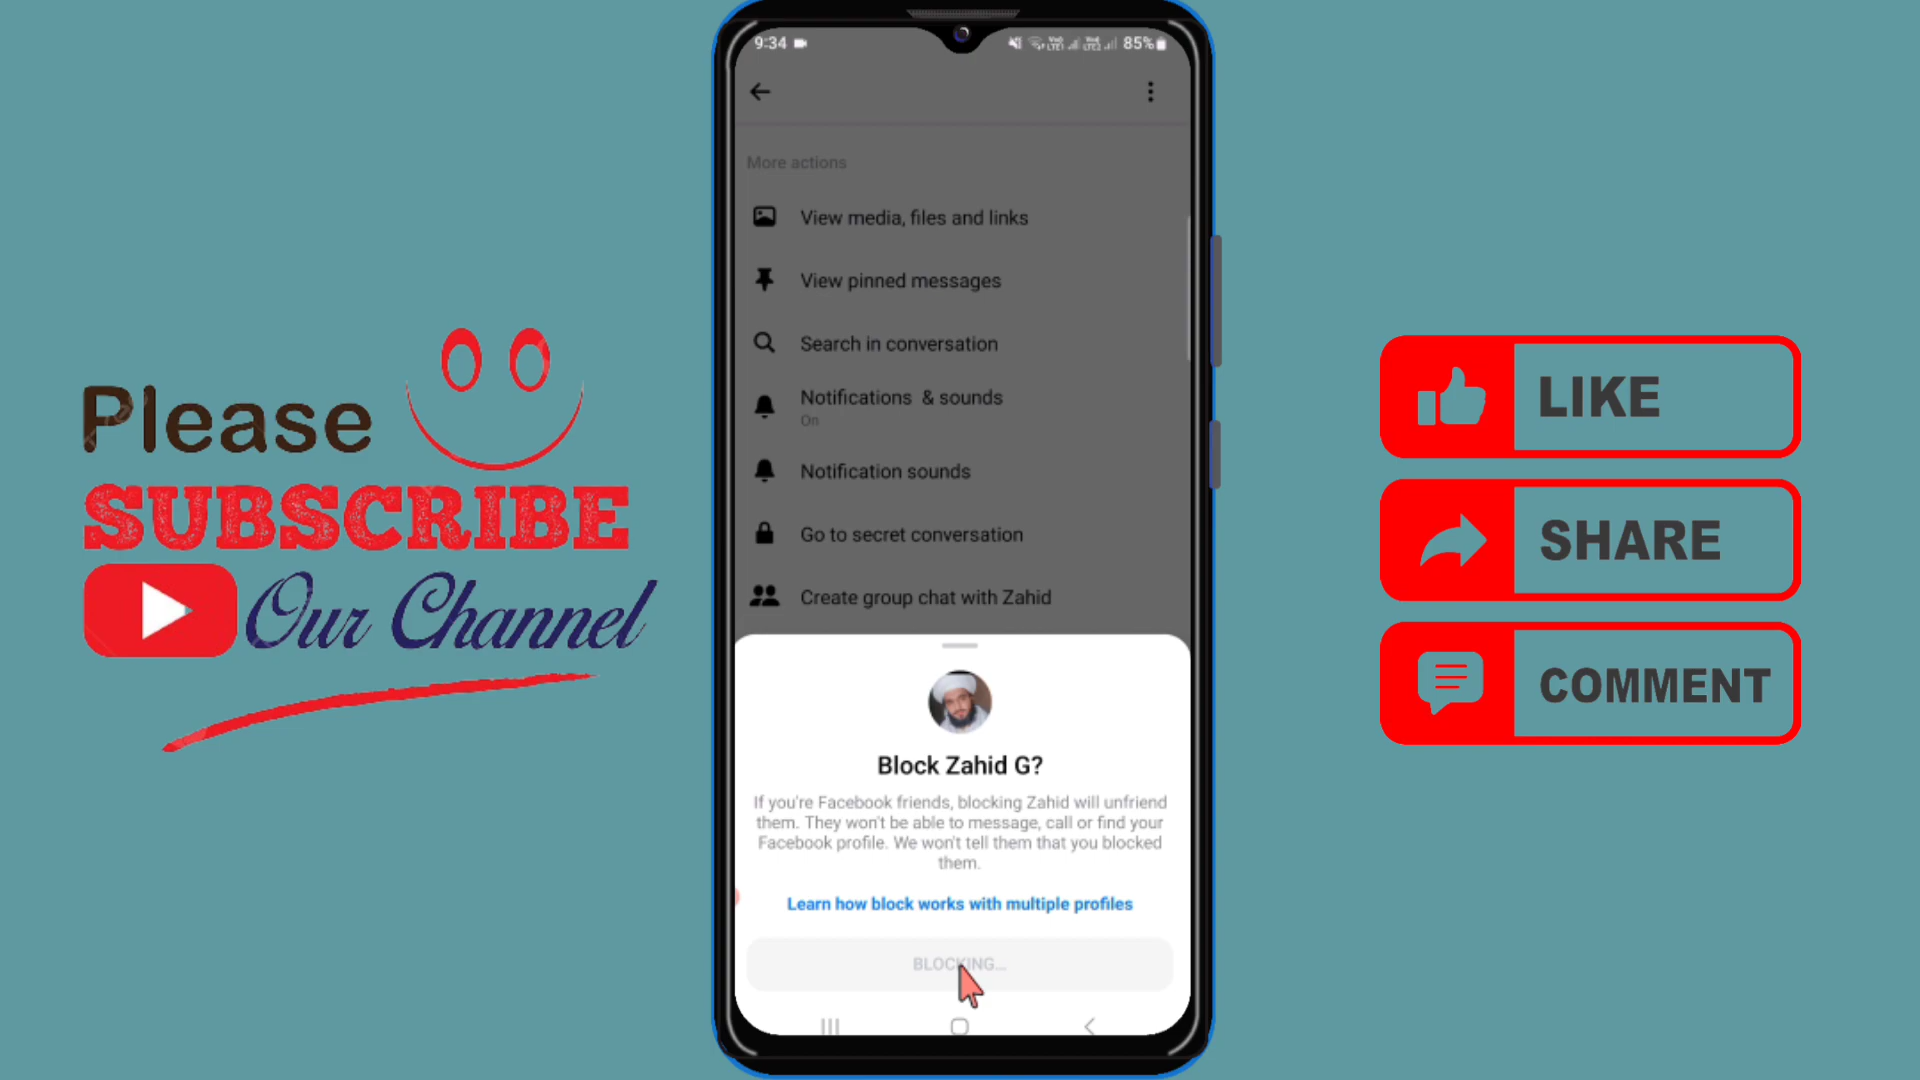 9:34
85%
More actions
View media, files and links
View pinned messages
Search in conversation
Notifications & sounds
On
Notification sounds
Go to secret conversation
Create group chat with Zahid
Block Zahid G?
If you're Facebook friends, blocking Zahid will unfriend
them. They won't be able to message, call or find your
Facebook profile. We won't tell them that you blocked
them.
Learn how block works with multiple profiles
BLOCKING...
Please
SUBSCRIBE
Our Channel
LIKE
SHARE
COMMENT